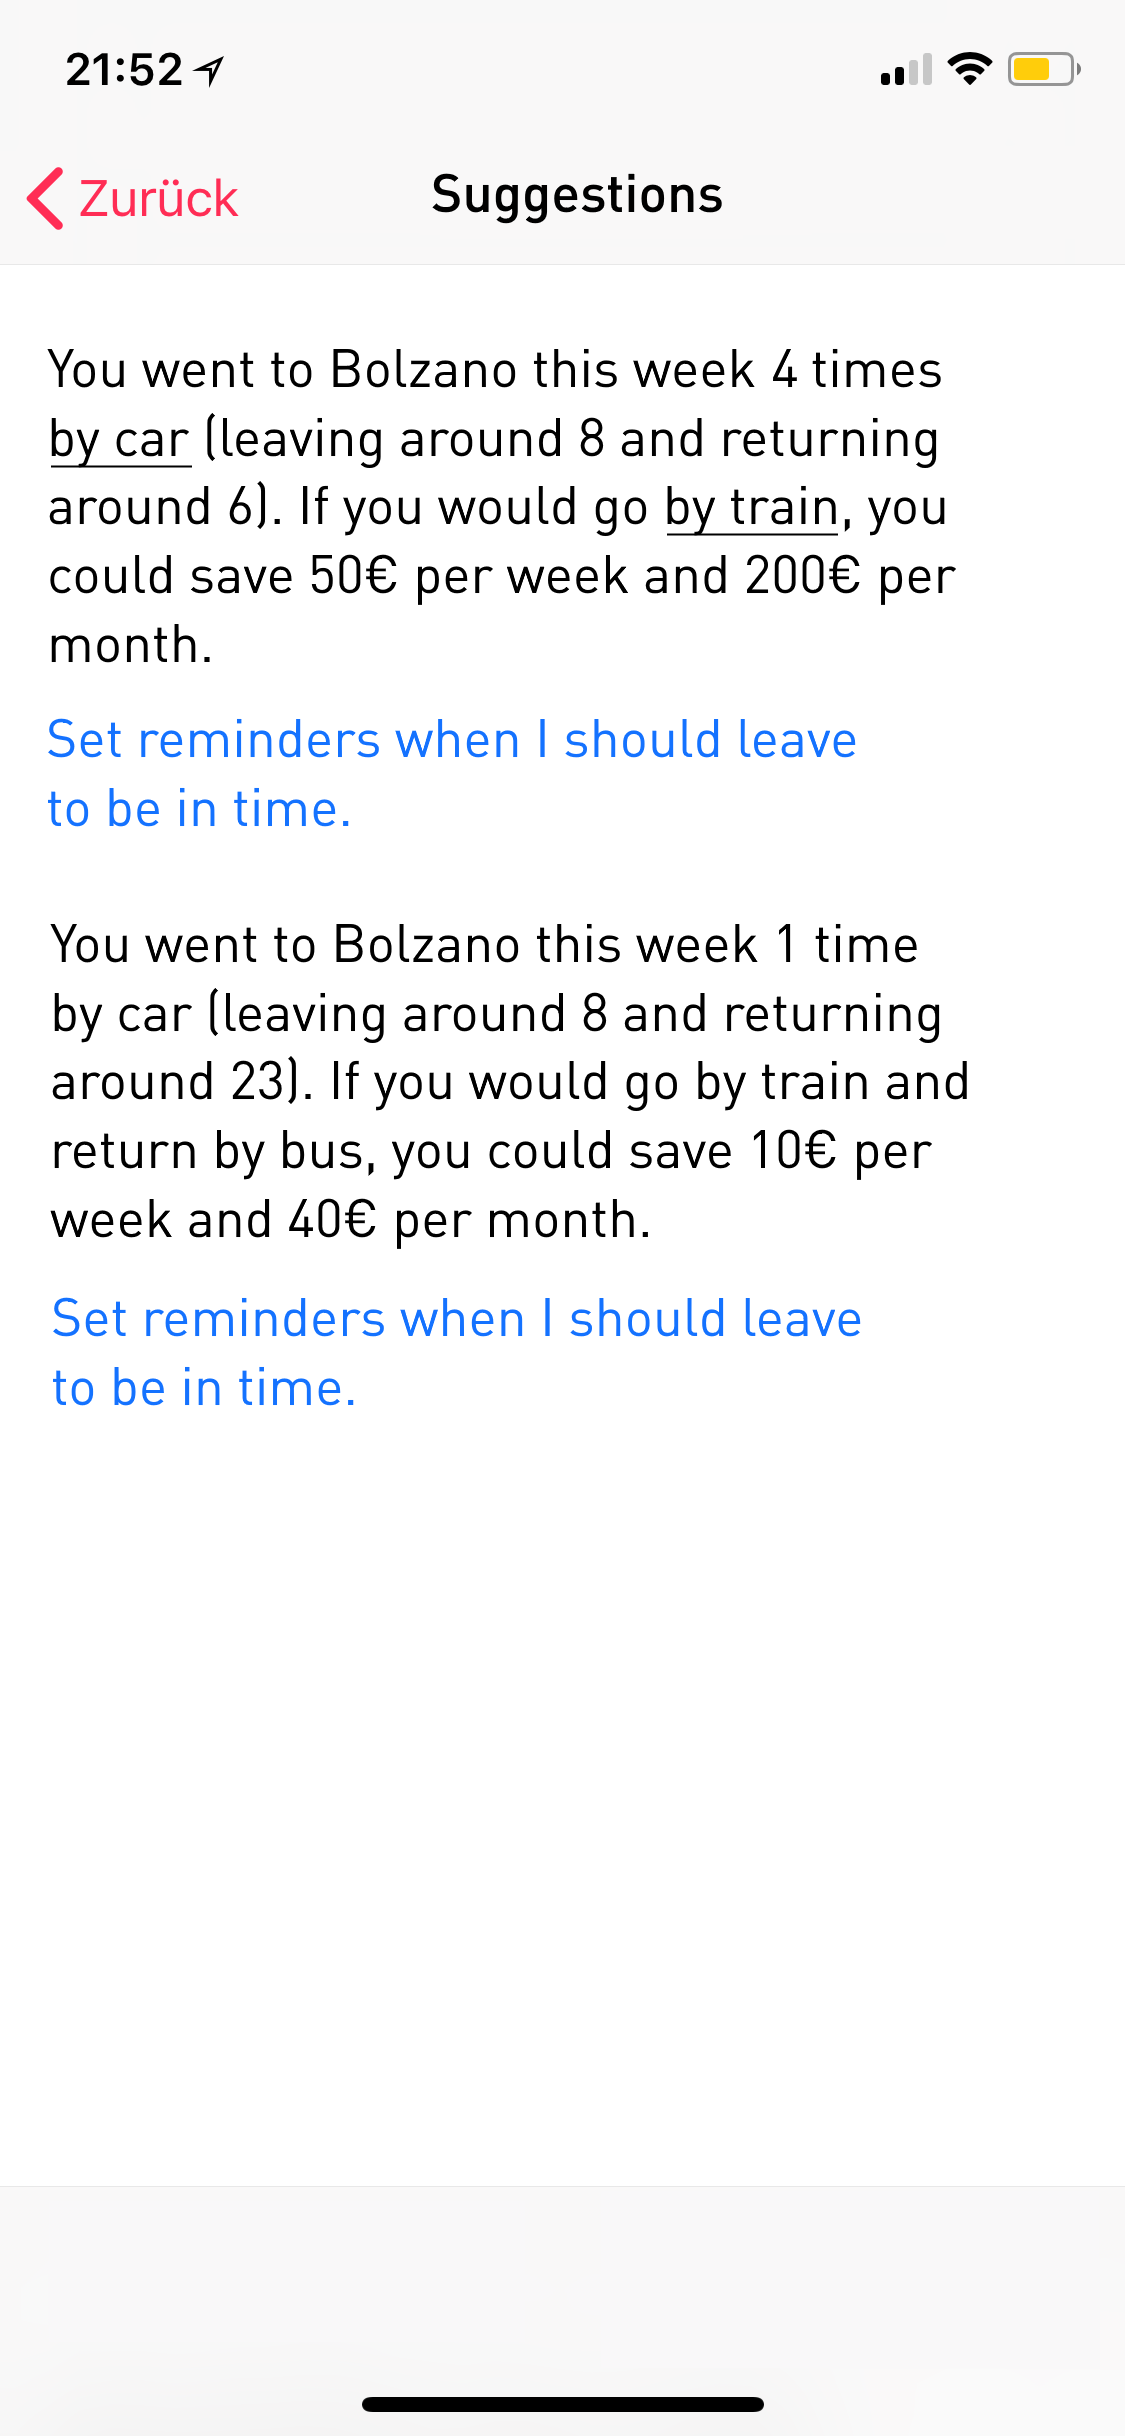 21:52
Zurück
Suggestions
You went to Bolzano this week 4 times
by car (leaving around 8 and returning
around 6). If you would go by train, you
could save 50€ per week and 200€ per
month.
Set reminders when I should leave
to be in time.
You went to Bolzano this week 1 time
by car (leaving around 8 and returning
around 23). If you would go by train and
return by bus, you could save 10€ per
week and 40€ per month.
Set reminders when I should leave
to be in time.